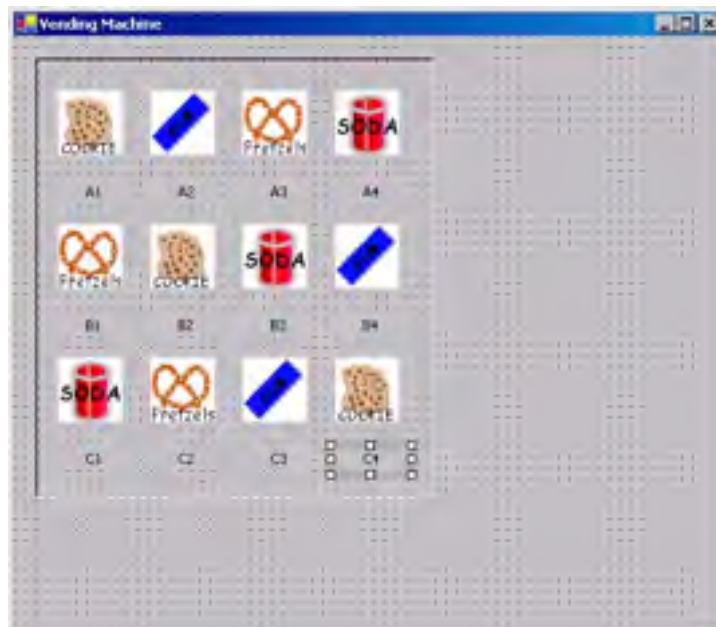 Vending Machine
COOKIE Pretzels SODA
A1 A2 A3 A4
Pretzels COOKIE SODA
B1 B2 B3 B4
SODA Pretzels COOKIE
C1 C2 C3 C4